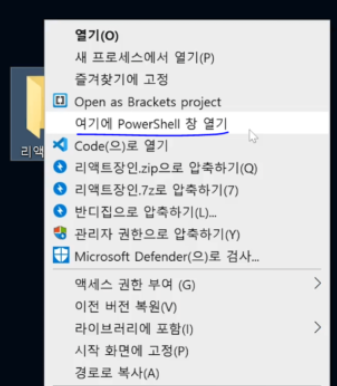 열기(O)
새 프로세스에서 열기(P)
즐겨찾기에 고정
Open as Brackets project
여기에 PowerShell 창 열기
Code(으)로 열기
리액트장인.zip으로 압축하기(Q)
리액트장인.7z로 압축하기(7)
반디집으로 압축하기(L)...
관리자 권한으로 압축하기(Y)
Microsoft Defender(으)로 검사...
액세스 권한 부여 (G)
이전 버전 복원(V)
라이브러리에 포함(I)
시작 화면에 고정(P)
경로로 복사(A)
리액